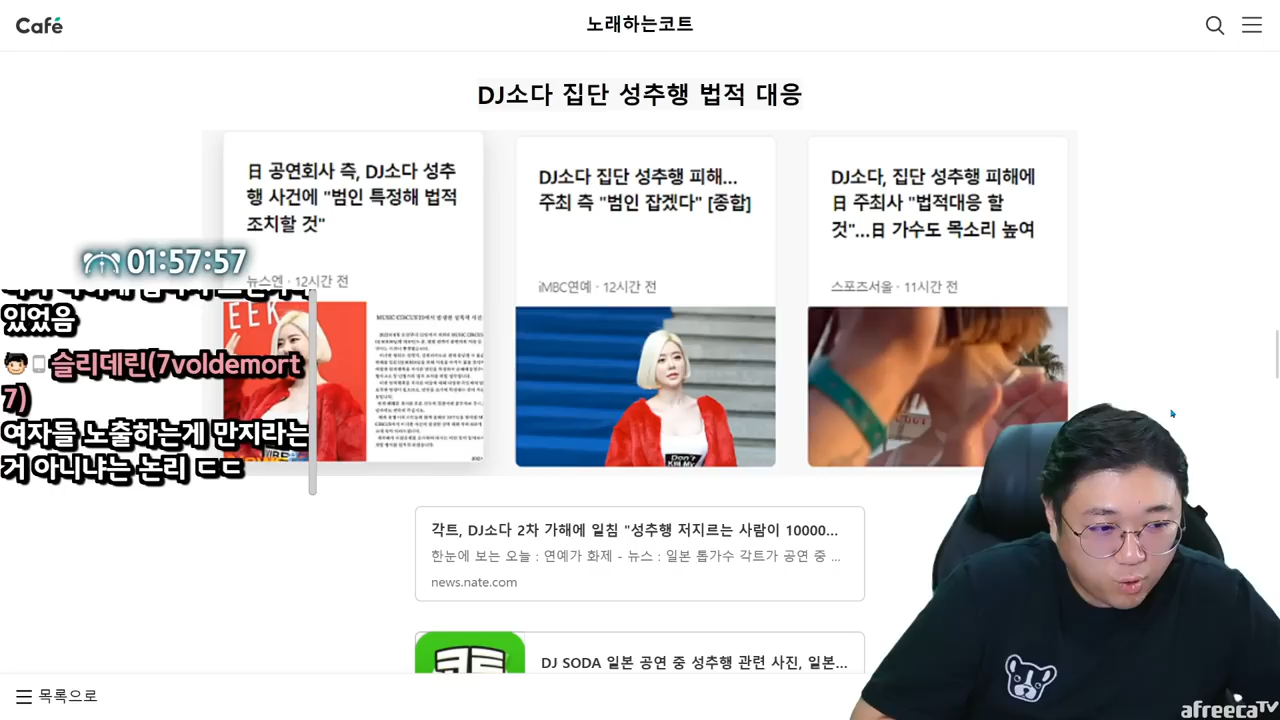 Café
노래하는코트
DJ소다 집단 성추행 법적 대응
日 공연회사 측, DJ소다 성추
행 사건에 "범인 특정해 법적
조치할 것"
뉴스엔 · 12시간 전
DJ소다 집단 성추행 피해...
주최 측 "범인 잡겠다" [종합]
iMBC연예 · 12시간 전
DJ소다, 집단 성추행 피해에
日 주최사 "법적대응 할
것"...日 가수도 목소리 높여
스포츠서울 · 11시간 전
01:57:57
있었음
슬리데린(7voldemort
7)
여자들 노출하는게 만지라는
거 아니냐는 논리 ㄷㄷ
EEK
Don't
각트, DJ소다 2차 가해에 일침 "성추행 저지르는 사람이 10000...
한눈에 보는 오늘 : 연예가 화제 - 뉴스 : 일본 톱가수 각트가 공연 중 ...
news.nate.com
DJ SODA 일본 공연 중 성추행 관련 사진, 일본...
목록으로
afreecaTV